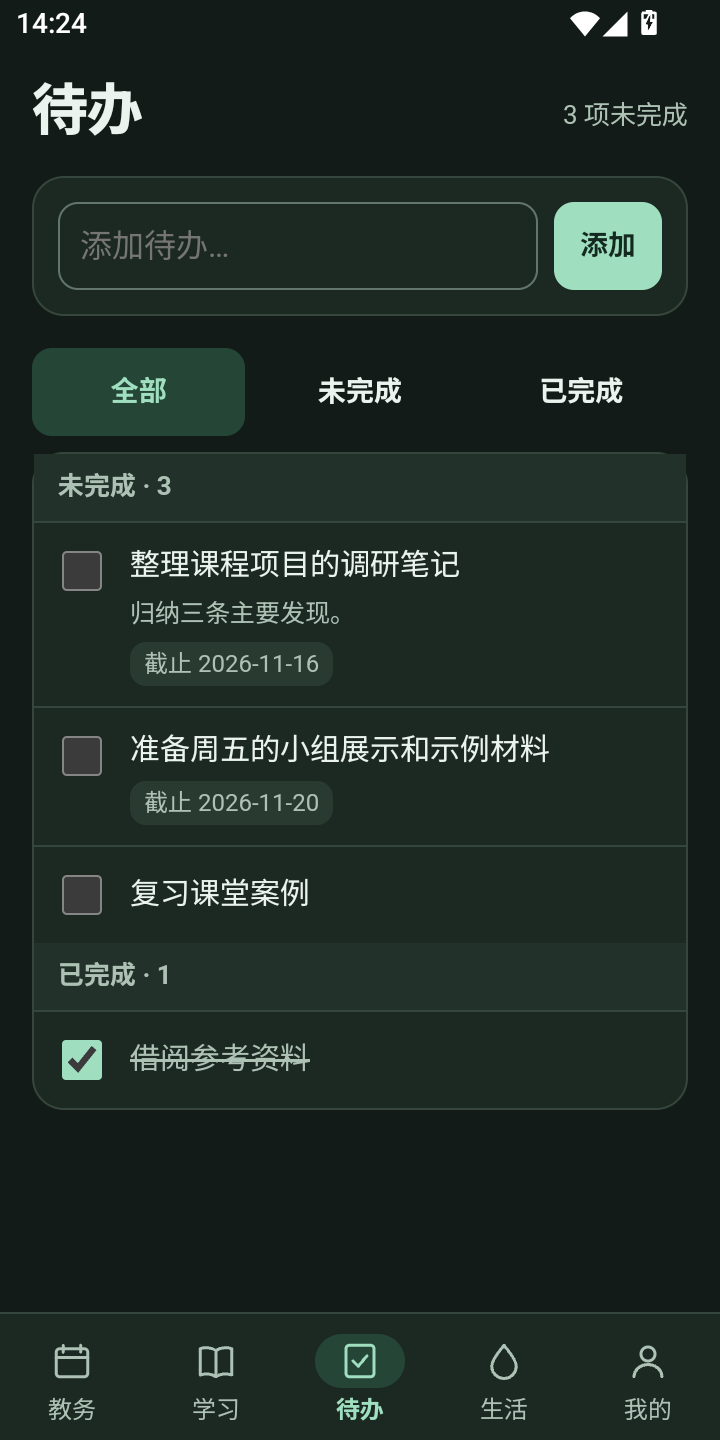 14:24
待办
3 项未完成
添加待办…
添加
全部
未完成
已完成
未完成 · 3
整理课程项目的调研笔记
归纳三条主要发现。
截止 2026-11-16
准备周五的小组展示和示例材料
截止 2026-11-20
复习课堂案例
已完成 · 1
借阅参考资料
教务
学习
待办
生活
我的